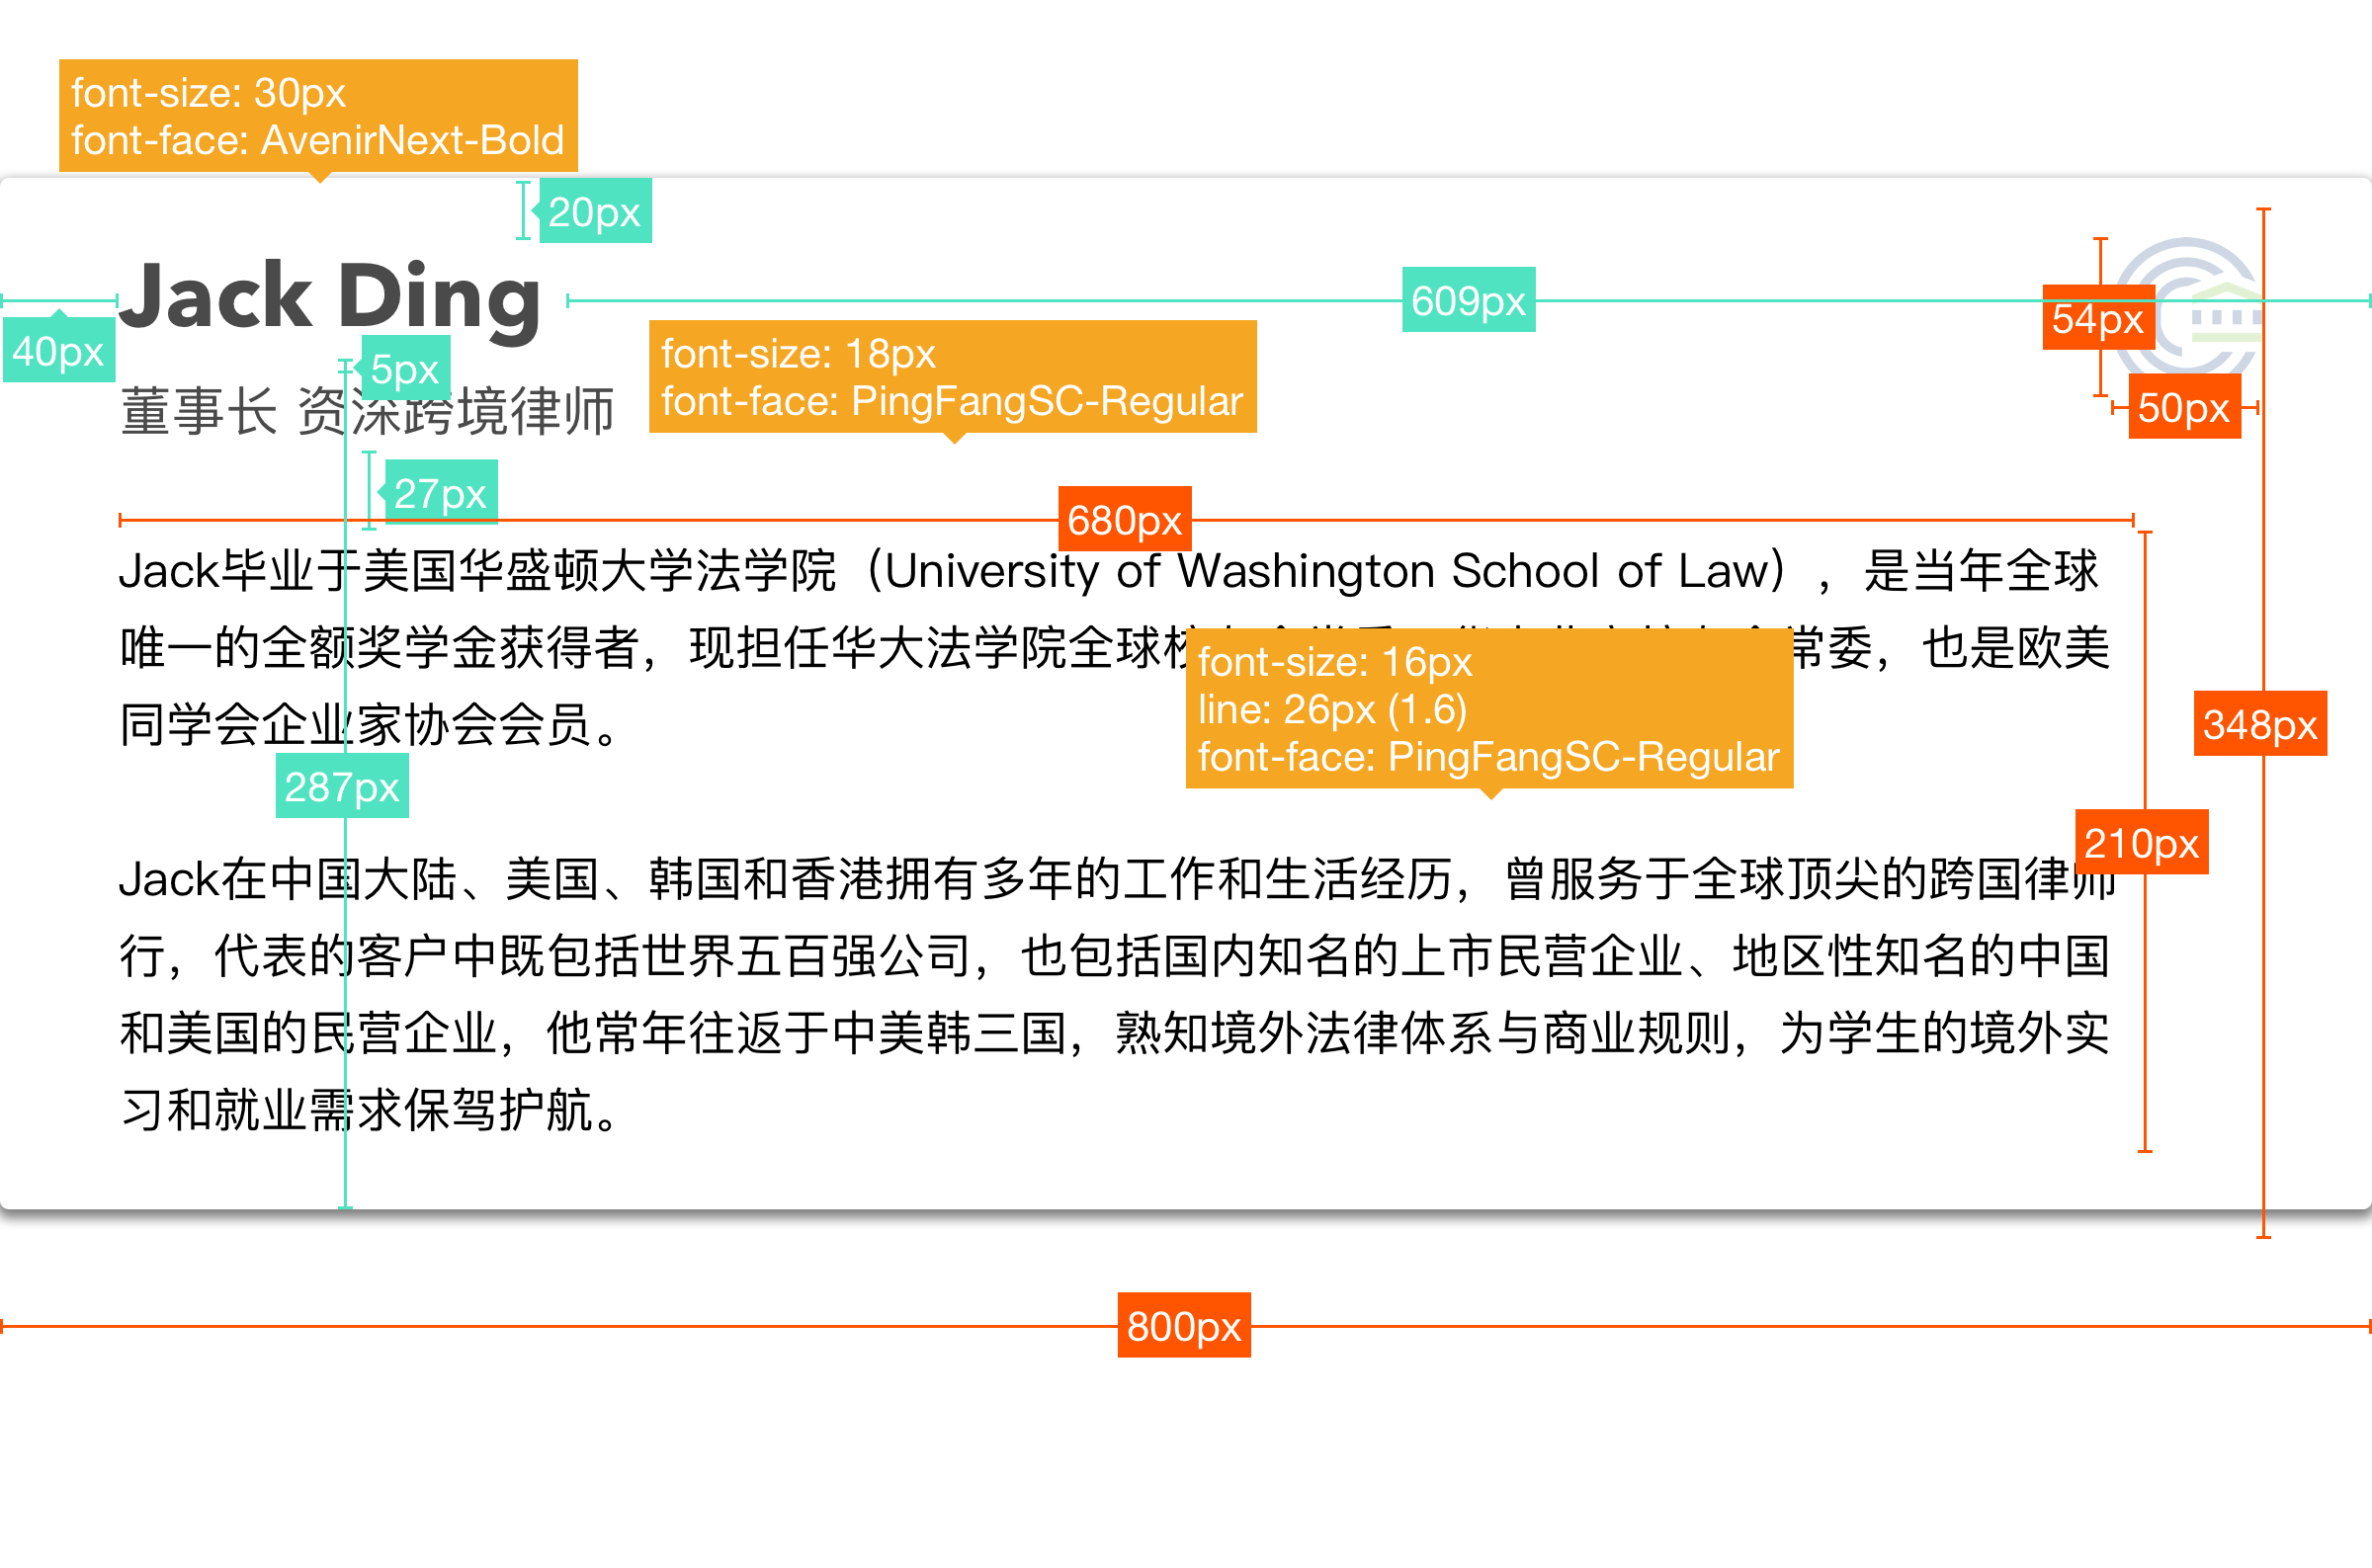 font-size: 30px
font-face: AvenirNext-Bold
20px
Jack Ding
609px
54px
40px
5px
font-size: 18px
font-face: PingFangSC-Regular
董事长 资深跨境律师
50px
27px
680px
Jack毕业于美国华盛顿大学法学院（University of Washington School of Law），是当年全球
唯一的全额奖学金获得者，现担任华大法学院全球 常委，也是欧美
font-size: 16px
line: 26px (1.6)
font-face: PingFangSC-Regular
同学会企业家协会会员。
348px
287px
210px
Jack在中国大陆、美国、韩国和香港拥有多年的工作和生活经历，曾服务于全球顶尖的跨国律师
行，代表的客户中既包括世界五百强公司，也包括国内知名的上市民营企业、地区性知名的中国
和美国的民营企业，他常年往返于中美韩三国，熟知境外法律体系与商业规则，为学生的境外实
习和就业需求保驾护航。
800px